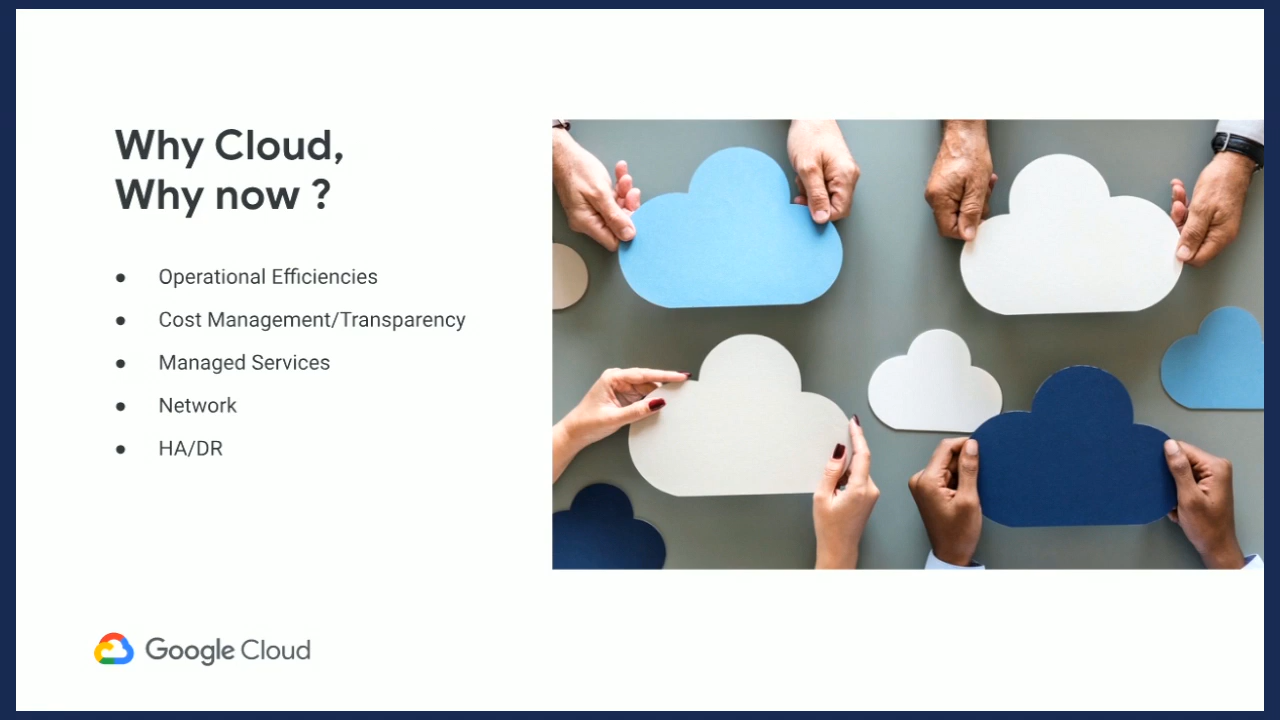 Why Cloud,
Why now ?
● Operational Efficiencies
● Cost Management/Transparency
● Managed Services
● Network
● HA/DR
Google Cloud